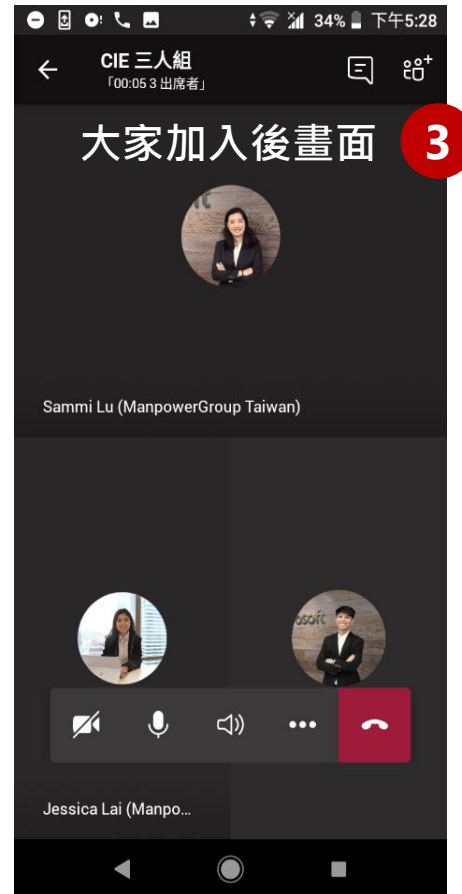 34% 下午5:28
CIE 三人組
「00:05 3 出席者」
大家加入後畫面 3
Sammi Lu (ManpowerGroup Taiwan)
osoft
Jessica Lai (Manpo...